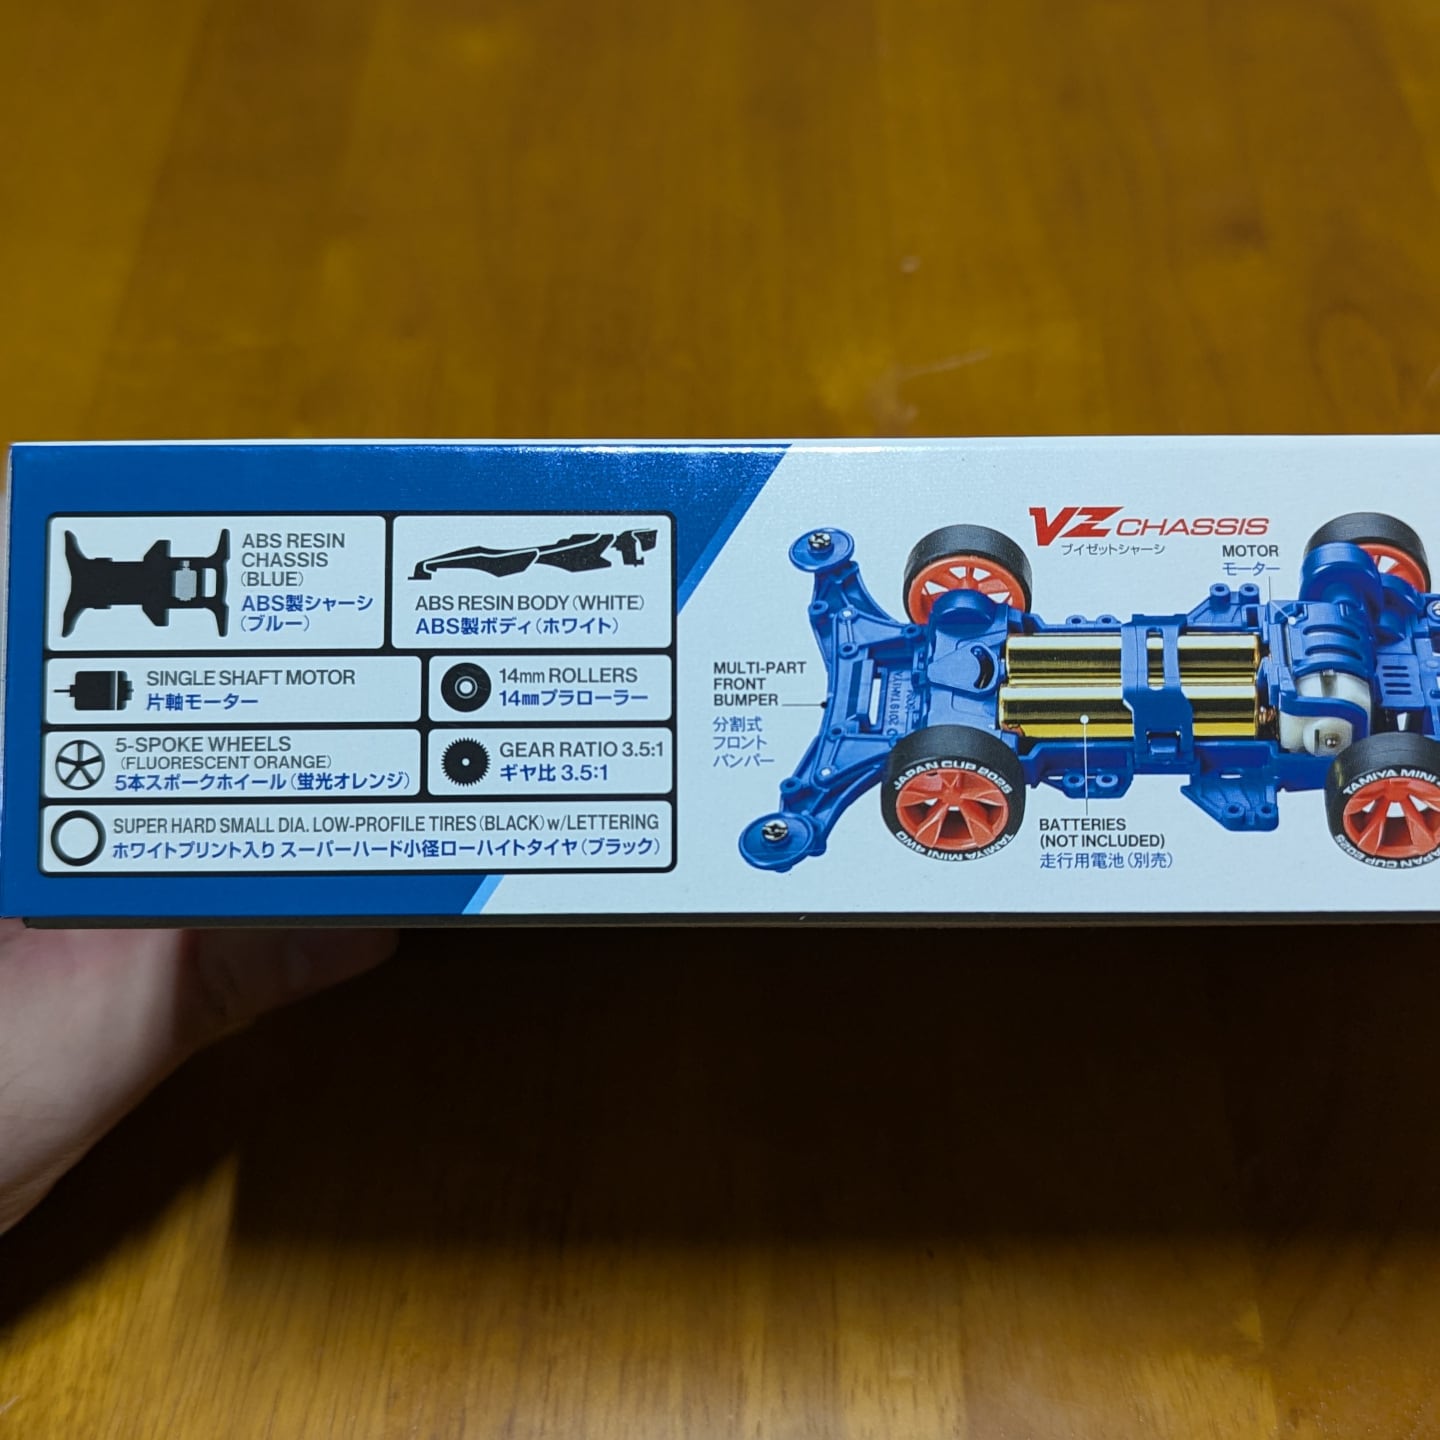 ABS RESIN
CHASSIS
(BLUE)
ABS製シャーシ
(ブルー)
ABS RESIN BODY (WHITE)
ABS製ボディ(ホワイト)
SINGLE SHAFT MOTOR
片軸モーター
14mm ROLLERS
14mmプラローラー
5-SPOKE WHEELS
(FLUORESCENT ORANGE)
5本スポークホイール(蛍光オレンジ)
GEAR RATIO 3.5:1
ギヤ比 3.5:1
SUPER HARD SMALL DIA. LOW-PROFILE TIRES (BLACK) w/LETTERING
ホワイトプリント入り スーパーハード小径ローハイトタイヤ(ブラック)
VZ CHASSIS
ブイゼットシャーシ
MOTOR
モーター
MULTI-PART
FRONT
BUMPER
分割式
フロント
バンパー
2019 TAMIYA
JAPAN CUP 2025
TAMIYA MINI 4WD
BATTERIES
(NOT INCLUDED)
走行用電池(別売)
TAMIYA MINI
JAPAN CUP 2025